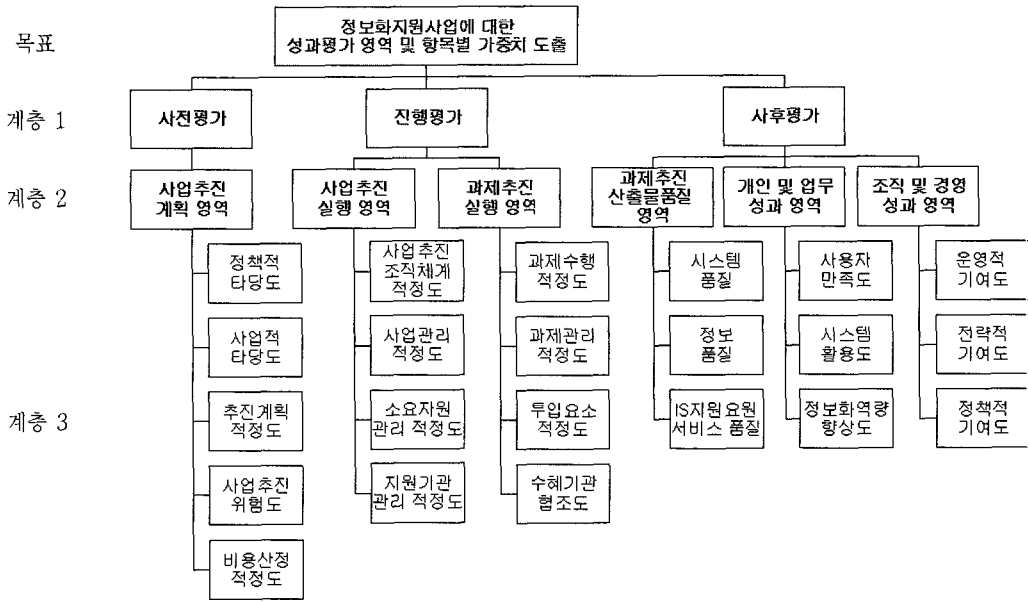 목표
정보화지원사업에 대한
성과평가 영역 및 항목별 가중치 도출
계층 1
사전평가
진행평가
사후평가
계층 2
사업추진
계획 영역
사업추진
실행 영역
과제추진
실행 영역
과제추진
산출물품질
영역
개인 및 업무
성과 영역
조직 및 경영
성과 영역
계층 3
정책적
타당도
사업적
타당도
추진계획
적정도
사업추진
위험도
비용산정
적정도
사업추진
조직체계
적정도
사업관리
적정도
소요자원
관리 적정도
지원기관
관리 적정도
과제수행
적정도
과제관리
적정도
투입요소
적정도
수혜기관
협조도
시스템
품질
정보
품질
IS지원요원
서비스 품질
사용자
만족도
시스템
활용도
정보화역량
향상도
운영적
기여도
전략적
기여도
정책적
기여도